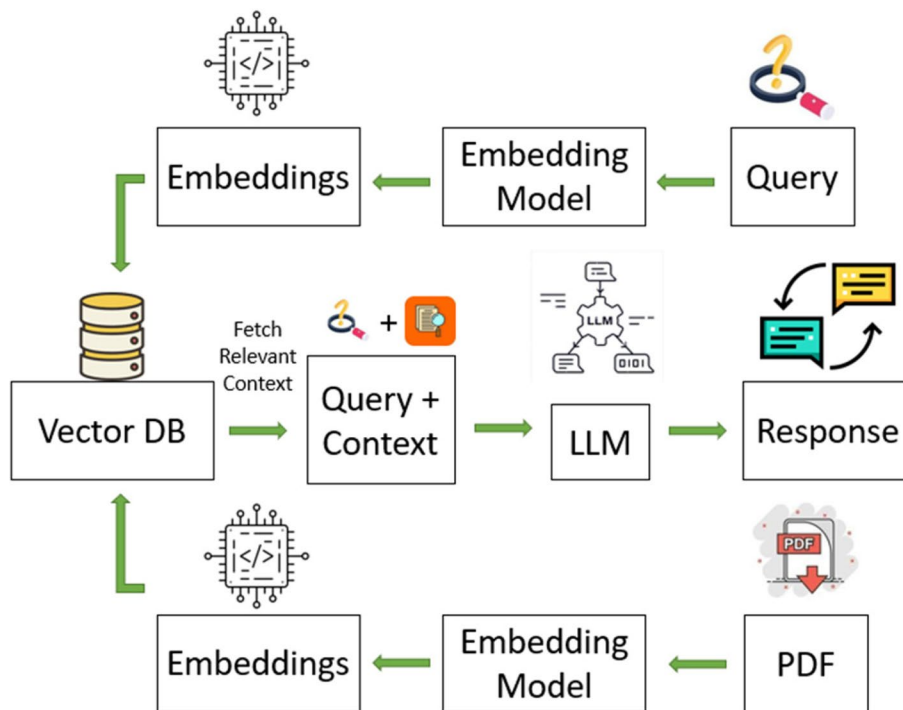 </>
Embeddings
Embedding
Model
Query
Fetch
Relevant
Context
+
LLM
0101
Vector DB
Query +
Context
LLM
Response
</>
PDF
Embeddings
Embedding
Model
PDF